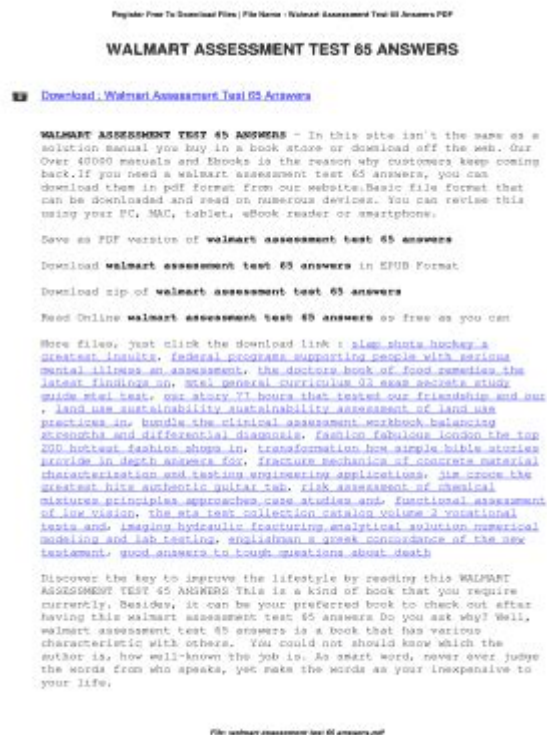 Register Free To Download Files | File Name : Walmart Assessment Test 65 Answers PDF
WALMART ASSESSMENT TEST 65 ANSWERS
Download : Walmart Assessment Test 65 Answers
WALMART ASSESSMENT TEST 65 ANSWERS - In this site isn't the same as a
solution manual you buy in a book store or download off the web. Our
Over 40000 manuals and Ebooks is the reason why customers keep coming
back.If you need a walmart assessment test 65 answers, you can
download them in pdf format from our website.Basic file format that
can be downloaded and read on numerous devices. You can revise this
using your PC, MAC, tablet, eBook reader or smartphone.
Save as PDF version of walmart assessment test 65 answers
Download walmart assessment test 65 answers in EPUB Format
Download zip of walmart assessment test 65 answers
Read Online walmart assessment test 65 answers as free as you can
More files, just click the download link : slap shots hockey s
greatest insults, federal programs supporting people with serious
mental illness an assessment, the doctors book of food remedies the
latest findings on, mtel general curriculum 03 exam secrets study
guide mtel test, our story 77 hours that tested our friendship and our
, land use sustainability sustainability assessment of land use
practices in, bundle the clinical assessment workbook balancing
strengths and differential diagnosis, fashion fabulous london the top
200 hottest fashion shops in, transformation how simple bible stories
provide in depth answers for, fracture mechanics of concrete material
characterization and testing engineering applications, jim croce the
greatest hits authentic guitar tab, risk assessment of chemical
mixtures principles approaches case studies and, functional assessment
of low vision, the ets test collection catalog volume 2 vocational
tests and, imaging hydraulic fracturing analytical solution numerical
modeling and lab testing, englishman s greek concordance of the new
testament, good answers to tough questions about death
Discover the key to improve the lifestyle by reading this WALMART
ASSESSMENT TEST 65 ANSWERS This is a kind of book that you require
currently. Besides, it can be your preferred book to check out after
having this walmart assessment test 65 answers Do you ask why? Well,
walmart assessment test 65 answers is a book that has various
characteristic with others. You could not should know which the
author is, how well-known the job is. As smart word, never ever judge
the words from who speaks, yet make the words as your inexpensive to
your life.
File: walmart assessment test 65 answers.pdf